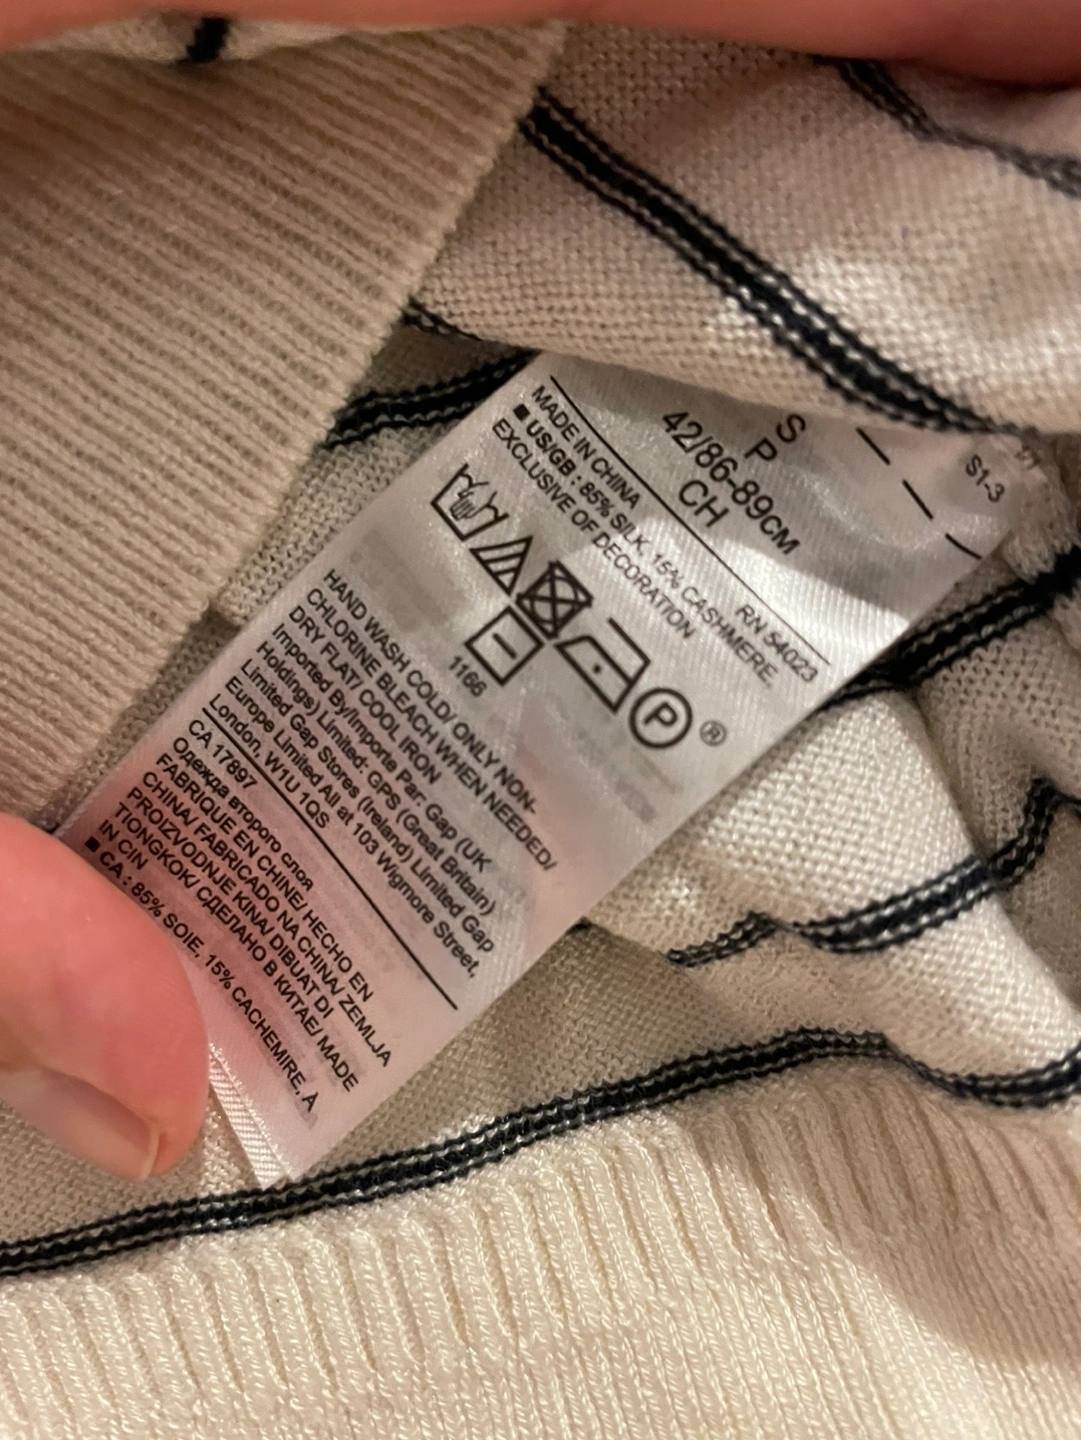 S1-3
S
P
42/86-89CM
CH
RN 54023
MADE IN CHINA
■ US/GB : 85% SILK, 15% CASHMERE,
EXCLUSIVE OF DECORATION
P ®
1166
HAND WASH COLD/ ONLY NON-
CHLORINE BLEACH WHEN NEEDED/
DRY FLAT/ COOL IRON
Imported By/Importe Par: Gap (UK
Holdings) Limited: GPS (Great Britain)
Limited Gap Stores (Ireland) Limited Gap
Europe Limited All at 103 Wigmore Street,
London, W1U 1QS
CA 17897
Одежда второго слоя
FABRIQUE EN CHINE/ HECHO EN
CHINA/ FABRICADO NA CHINA/ ZEMLJA
PROIZVODNJE KINA/ DIBUAT DI
TIONGKOK/ СДЕЛАНО В КИТАЕ/ MADE
IN CIN
■ CA : 85% SOIE, 15% CACHEMIRE, A